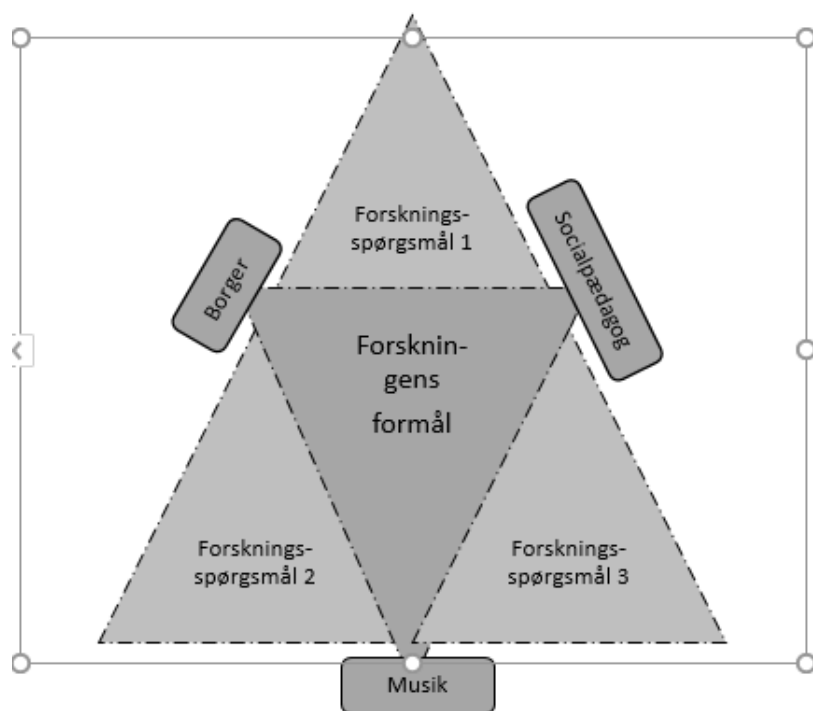 Forsknings-
spørgsmål 1
Borger
Socialpædagog
Forsknin-
gens
formål
Forsknings-
spørgsmål 2
Forsknings-
spørgsmål 3
Musik